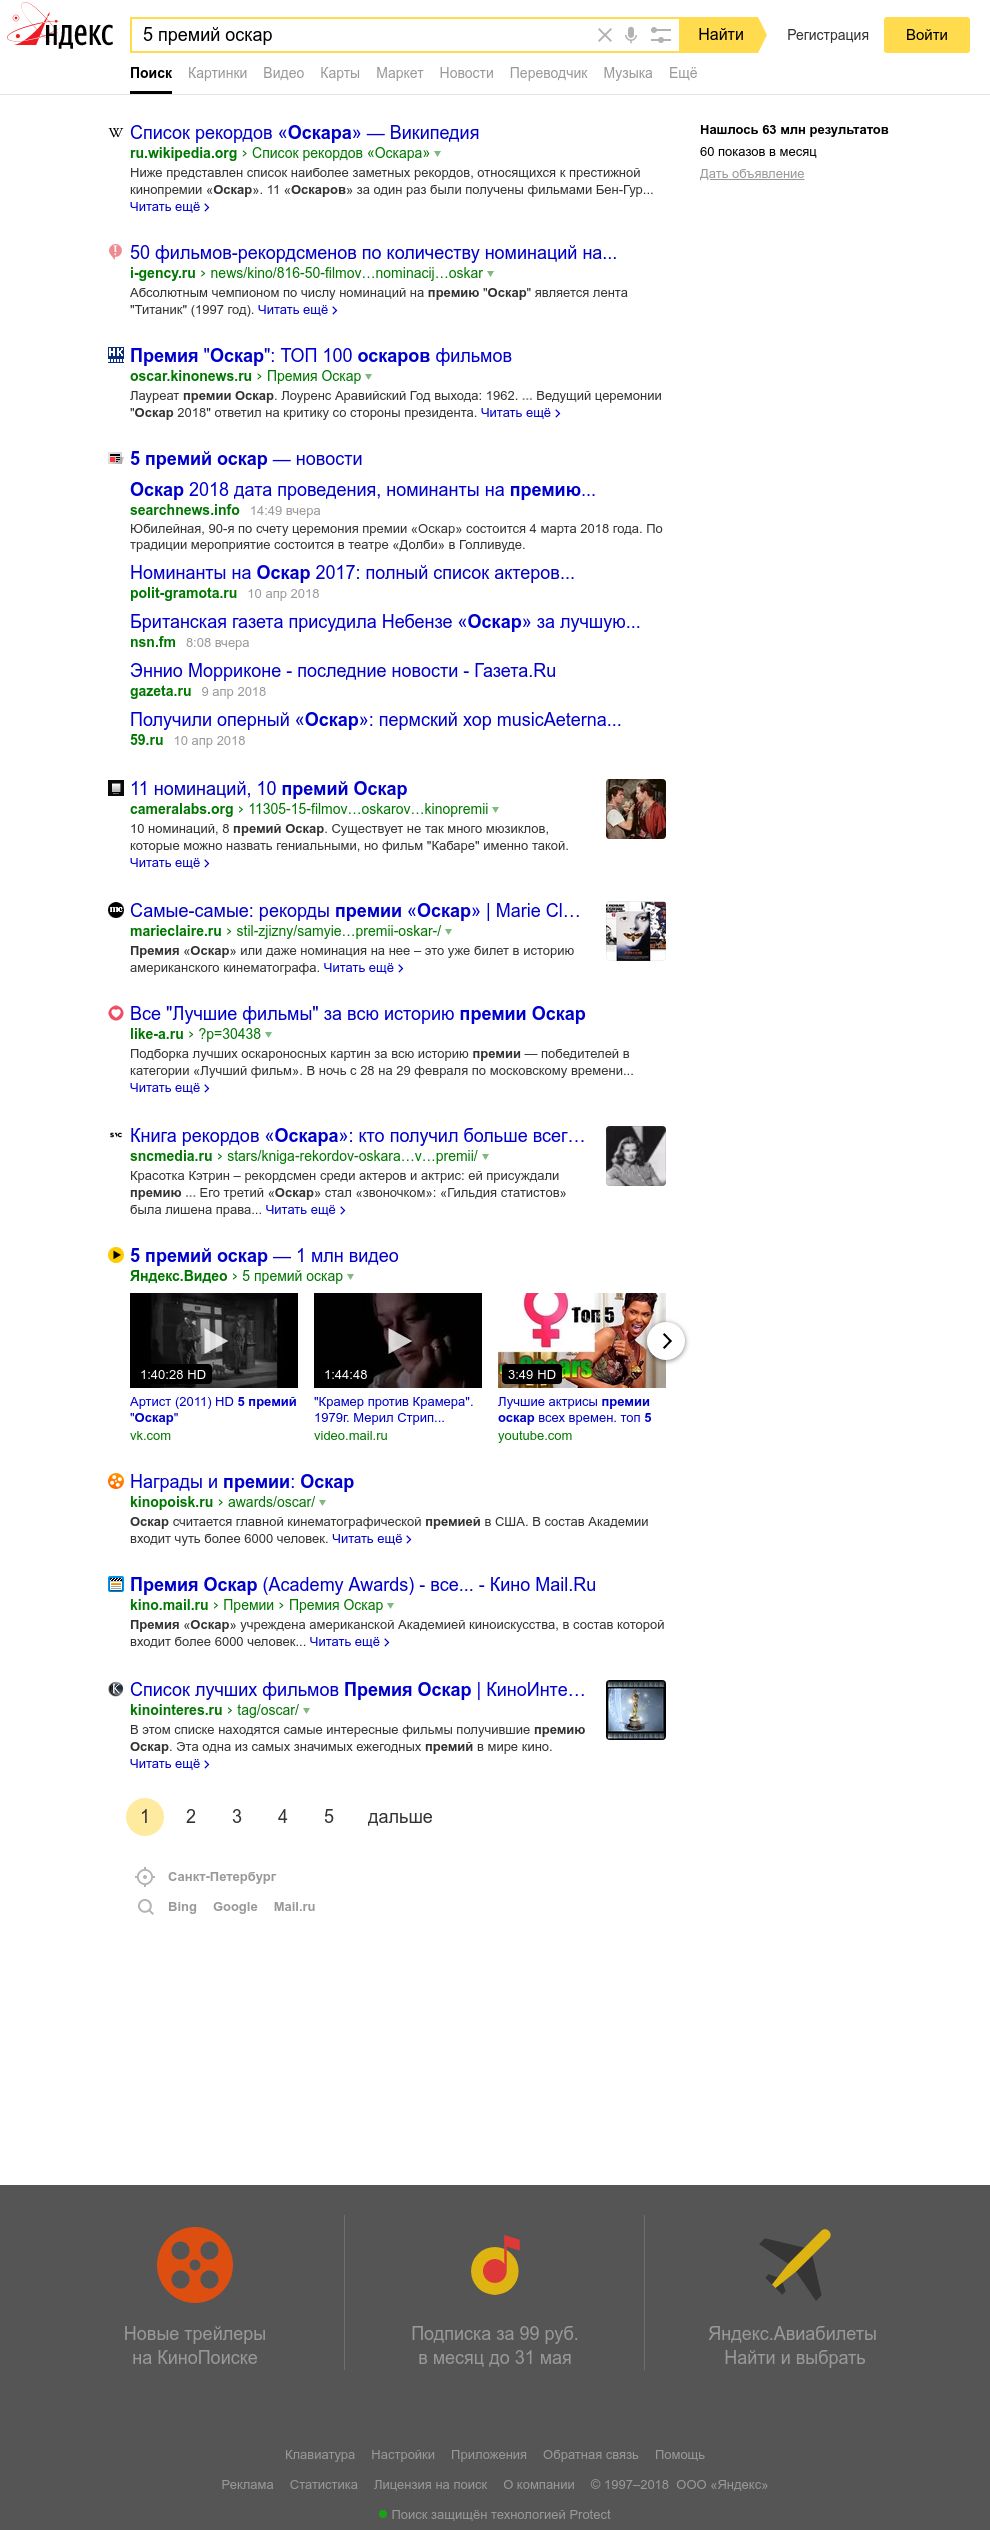 Яндекс
5 премий оскар
Найти
Регистрация
Войти
Поиск Картинки Видео Карты Маркет Новости Переводчик Музыка Ещё
Нашлось 63 млн результатов
60 показов в месяц
Дать объявление
Список рекордов «Оскара» — Википедия
ru.wikipedia.org › Список рекордов «Оскара»
Ниже представлен список наиболее заметных рекордов, относящихся к престижной
кинопремии «Оскар». 11 «Оскаров» за один раз были получены фильмами Бен-Гур...
Читать ещё ›
50 фильмов-рекордсменов по количеству номинаций на...
i-gency.ru › news/kino/816-50-filmov…nominacij…oskar
Абсолютным чемпионом по числу номинаций на премию "Оскар" является лента
"Титаник" (1997 год). Читать ещё ›
Премия "Оскар": ТОП 100 оскаров фильмов
oscar.kinonews.ru › Премия Оскар
Лауреат премии Оскар. Лоуренс Аравийский Год выхода: 1962. ... Ведущий церемонии
"Оскар 2018" ответил на критику со стороны президента. Читать ещё ›
5 премий оскар — новости
Оскар 2018 дата проведения, номинанты на премию...
searchnews.info 14:49 вчера
Юбилейная, 90-я по счету церемония премии «Оскар» состоится 4 марта 2018 года. По
традиции мероприятие состоится в театре «Долби» в Голливуде.
Номинанты на Оскар 2017: полный список актеров...
polit-gramota.ru 10 апр 2018
Британская газета присудила Небензе «Оскар» за лучшую...
nsn.fm 8:08 вчера
Эннио Морриконе - последние новости - Газета.Ru
gazeta.ru 9 апр 2018
Получили оперный «Оскар»: пермский хор musicAeterna...
59.ru 10 апр 2018
11 номинаций, 10 премий Оскар
cameralabs.org › 11305-15-filmov…oskarov…kinopremii
10 номинаций, 8 премий Оскар. Существует не так много мюзиклов,
которые можно назвать гениальными, но фильм "Кабаре" именно такой.
Читать ещё ›
Самые-самые: рекорды премии «Оскар» | Marie Cl…
marieclaire.ru › stil-zjizny/samyie…premii-oskar-/
Премия «Оскар» или даже номинация на нее – это уже билет в историю
американского кинематографа. Читать ещё ›
Все "Лучшие фильмы" за всю историю премии Оскар
like-a.ru › ?p=30438
Подборка лучших оскароносных картин за всю историю премии — победителей в
категории «Лучший фильм». В ночь с 28 на 29 февраля по московскому времени...
Читать ещё ›
Книга рекордов «Оскара»: кто получил больше всег…
sncmedia.ru › stars/kniga-rekordov-oskara…v…premii/
Красотка Кэтрин – рекордсмен среди актеров и актрис: ей присуждали
премию ... Его третий «Оскар» стал «звоночком»: «Гильдия статистов»
была лишена права... Читать ещё ›
5 премий оскар — 1 млн видео
Яндекс.Видео › 5 премий оскар
Топ 5
Oscars
1:40:28 HD
1:44:48
3:49 HD
Артист (2011) HD 5 премий
"Оскар"
vk.com
"Крамер против Крамера".
1979г. Мерил Стрип...
video.mail.ru
Лучшие актрисы премии
оскар всех времен. топ 5
youtube.com
Награды и премии: Оскар
kinopoisk.ru › awards/oscar/
Оскар считается главной кинематографической премией в США. В состав Академии
входит чуть более 6000 человек. Читать ещё ›
Премия Оскар (Academy Awards) - все... - Кино Mail.Ru
kino.mail.ru › Премии › Премия Оскар
Премия «Оскар» учреждена американской Академией киноискусства, в состав которой
входит более 6000 человек... Читать ещё ›
Список лучших фильмов Премия Оскар | КиноИнте…
kinointeres.ru › tag/oscar/
В этом списке находятся самые интересные фильмы получившие премию
Оскар. Эта одна из самых значимых ежегодных премий в мире кино.
Читать ещё ›
1 2 3 4 5 дальше
Санкт-Петербург
Bing Google Mail.ru
Новые трейлеры
на КиноПоиске
Подписка за 99 руб.
в месяц до 31 мая
Яндекс.Авиабилеты
Найти и выбрать
Клавиатура Настройки Приложения Обратная связь Помощь
Реклама Статистика Лицензия на поиск О компании © 1997–2018 ООО «Яндекс»
Поиск защищён технологией Protect